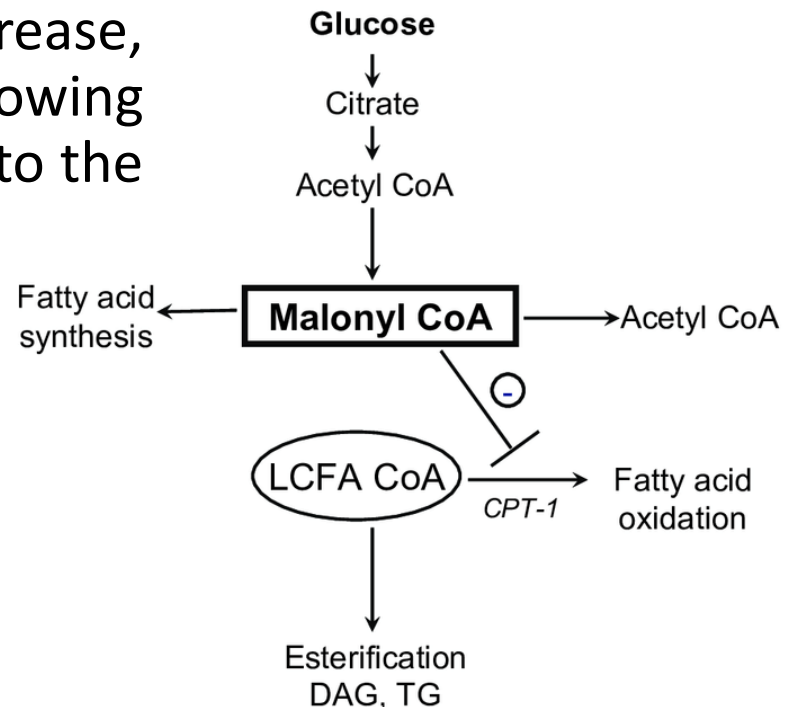 rease,
owing
to the
Glucose
Citrate
Acetyl CoA
Fatty acid
synthesis
Malonyl CoA
Acetyl CoA
-
LCFA CoA
CPT-1
Fatty acid
oxidation
Esterification
DAG, TG